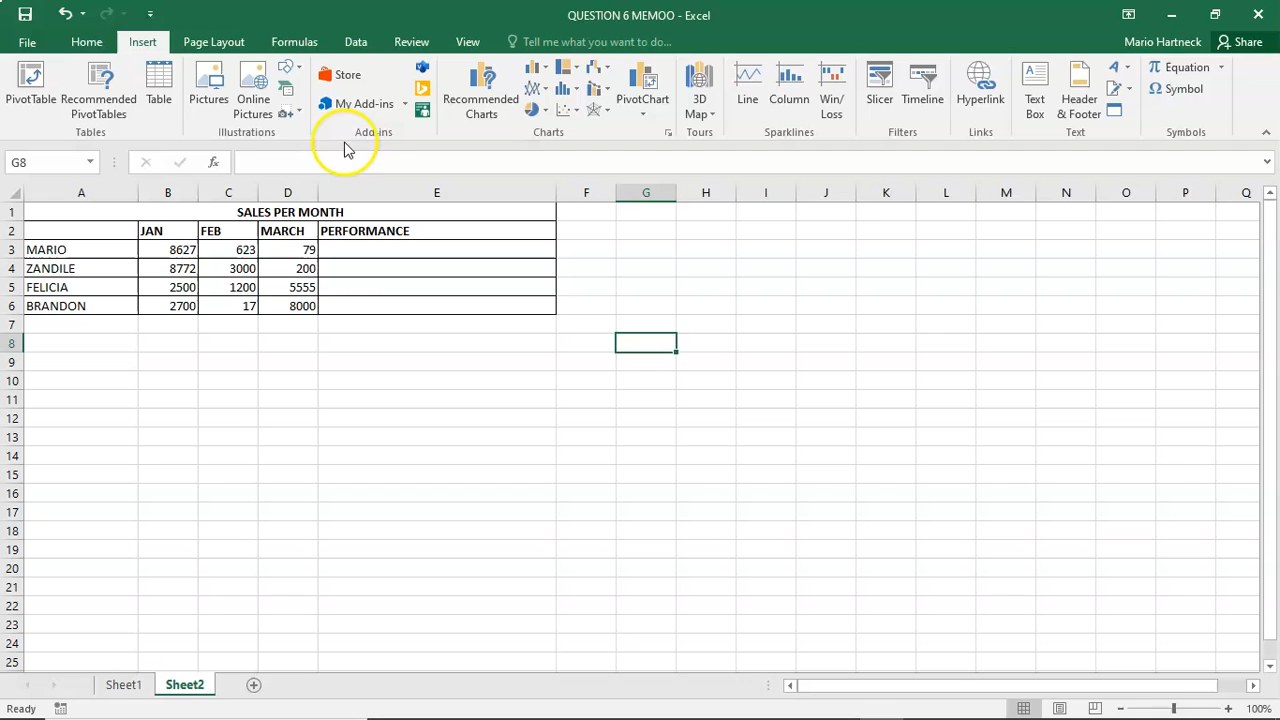 QUESTION 6 MEMOO - Excel
File Home Insert Page Layout Formulas Data Review View Tell me what you want to do... Mario Hartneck Share
PivotTable
Recommended
PivotTables
Table
Tables
Pictures
Online
Pictures
Illustrations
Store
My Add-ins
Add-ins
Recommended
Charts
PivotChart
Charts
3D
Map
Tours
Line
Column
Win/
Loss
Sparklines
Slicer
Timeline
Filters
Hyperlink
Links
Text
Box
Header
& Footer
Text
Equation
Symbol
Symbols
G8 fx
A B C D E F G H I J K L M N O P Q
1 SALES PER MONTH
2 JAN FEB MARCH PERFORMANCE
3 MARIO 8627 623 79
4 ZANDILE 8772 3000 200
5 FELICIA 2500 1200 5555
6 BRANDON 2700 17 8000
7
8
9
10
11
12
13
14
15
16
17
18
19
20
21
22
23
24
25
Sheet1 Sheet2
Ready 100%